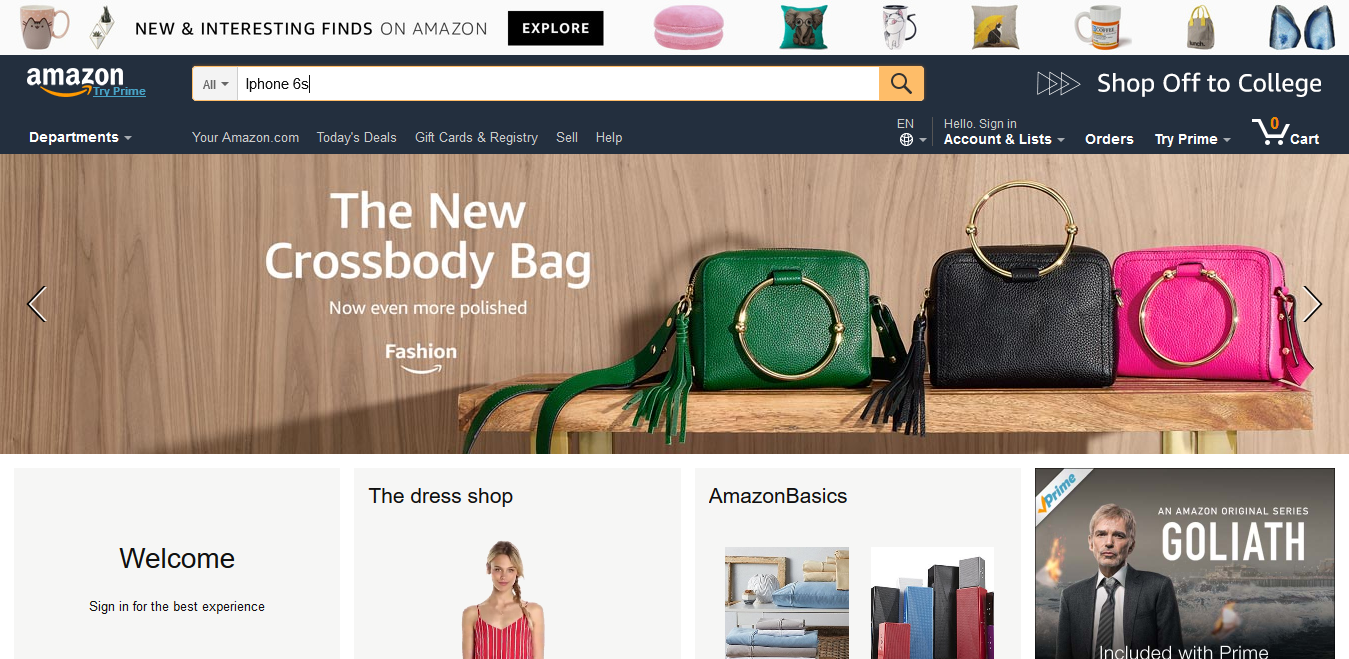 NEW & INTERESTING FINDS ON AMAZON EXPLORE
COFFEE
lunch.
amazon
Try Prime
All
Iphone 6s
Shop Off to College
Departments
Your Amazon.com Today's Deals Gift Cards & Registry Sell Help
EN
Hello. Sign in
Account & Lists
Orders
Try Prime
0
Cart
The New
Crossbody Bag
Now even more polished
Fashion
Welcome
Sign in for the best experience
The dress shop
AmazonBasics
Prime
AN AMAZON ORIGINAL SERIES
GOLIATH
Included with Prime